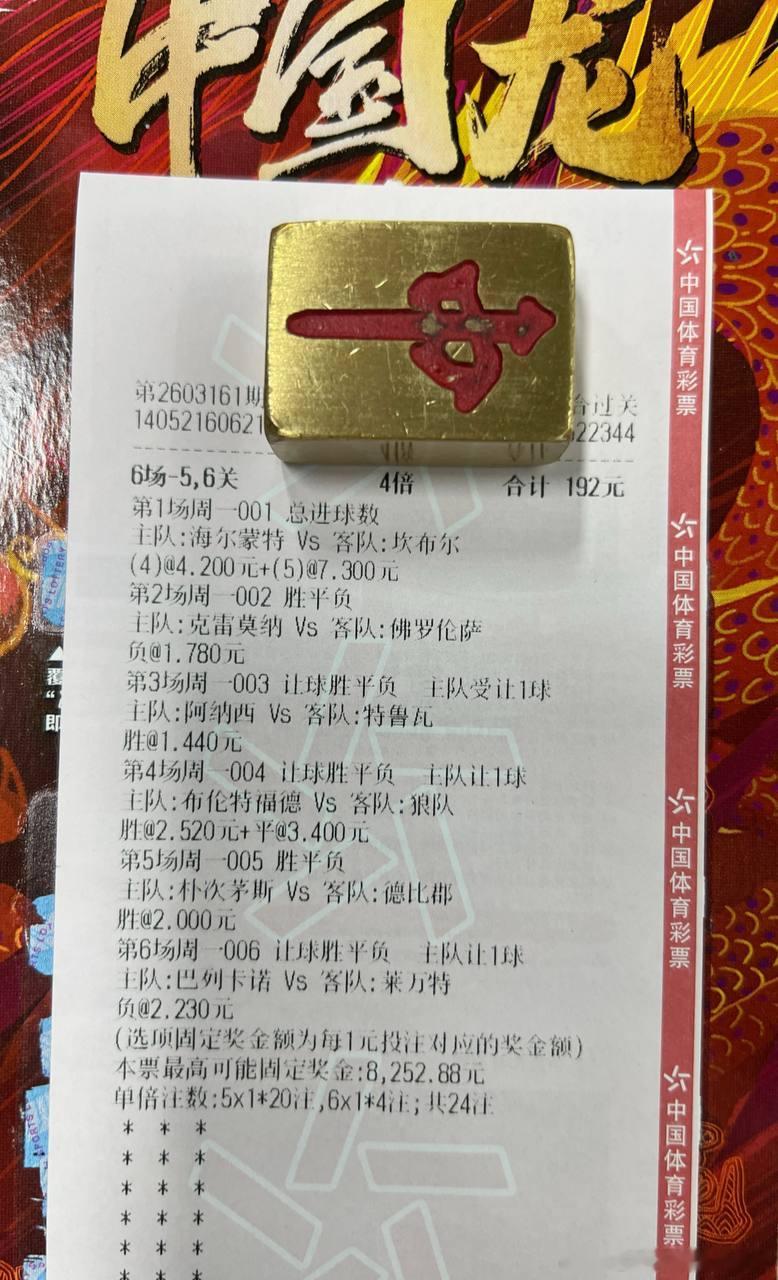 中国龙
第2603161期 合过关
14052160621 522344
6场-5,6关 4倍 合计 192元
第1场周一001 总进球数
主队:海尔蒙特 Vs 客队:坎布尔
(4)@4.200元+(5)@7.300元
第2场周一002 胜平负
主队:克雷莫纳 Vs 客队:佛罗伦萨
负@1.780元
第3场周一003 让球胜平负 主队受让1球
主队:阿纳西 Vs 客队:特鲁瓦
胜@1.440元
第4场周一004 让球胜平负 主队让1球
主队:布伦特福德 Vs 客队:狼队
胜@2.520元+平@3.400元
第5场周一005 胜平负
主队:朴次茅斯 Vs 客队:德比郡
胜@2.000元
第6场周一006 让球胜平负 主队让1球
主队:巴列卡诺 Vs 客队:莱万特
负@2.230元
(选项固定奖金额为每1元投注对应的奖金额)
本票最高可能固定奖金:8,252.88元
单倍注数:5x1*20注,6x1*4注;共24注
* * *
* * *
* * *
* * *
* * *
* * *
中国体育彩票
中国体育彩票
中国体育彩票
中国体育彩票
中
覆
即